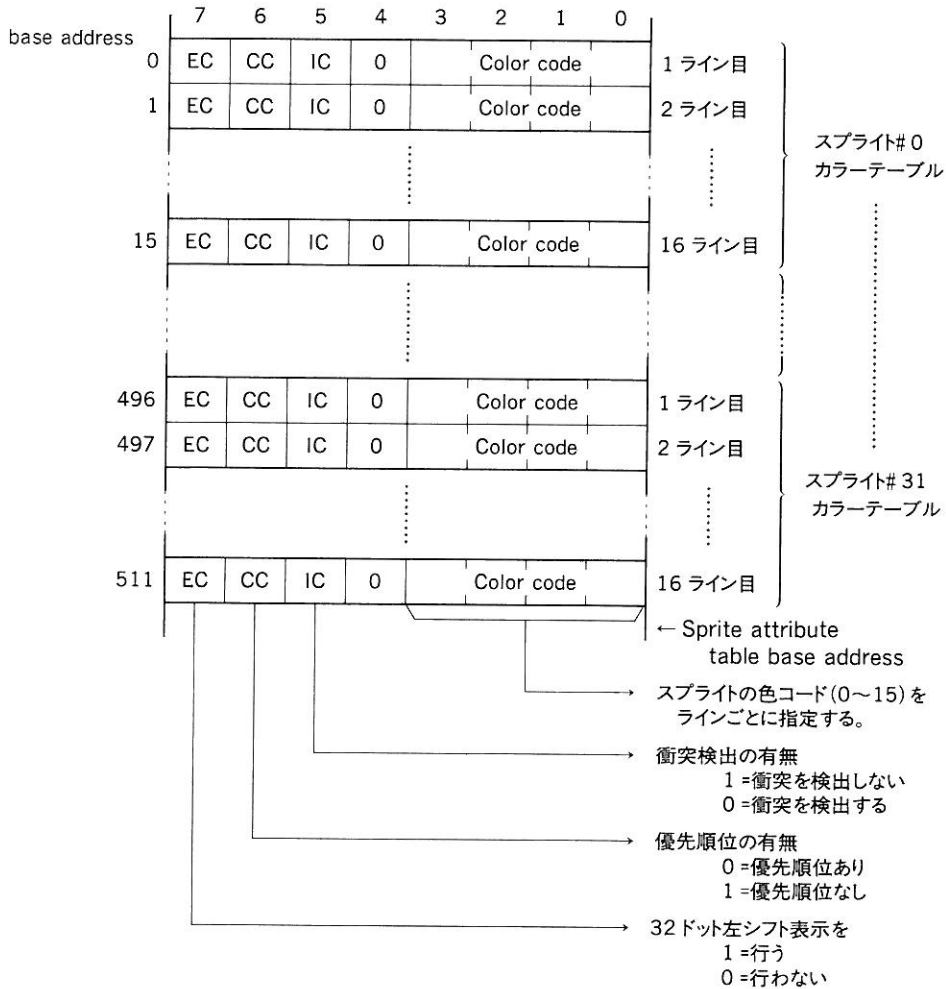 7 6 5 4 3 2 1 0
base address
0 EC CC IC 0 Color code 1 ライン目
1 EC CC IC 0 Color code 2 ライン目
スプライト#0
カラーテーブル
15 EC CC IC 0 Color code 16 ライン目
496 EC CC IC 0 Color code 1 ライン目
497 EC CC IC 0 Color code 2 ライン目
スプライト#31
カラーテーブル
511 EC CC IC 0 Color code 16 ライン目
← Sprite attribute
table base address
スプライトの色コード(0〜15)を
ラインごとに指定する。
衝突検出の有無
1=衝突を検出しない
0=衝突を検出する
優先順位の有無
0=優先順位あり
1=優先順位なし
32ドット左シフト表示を
1=行う
0=行わない